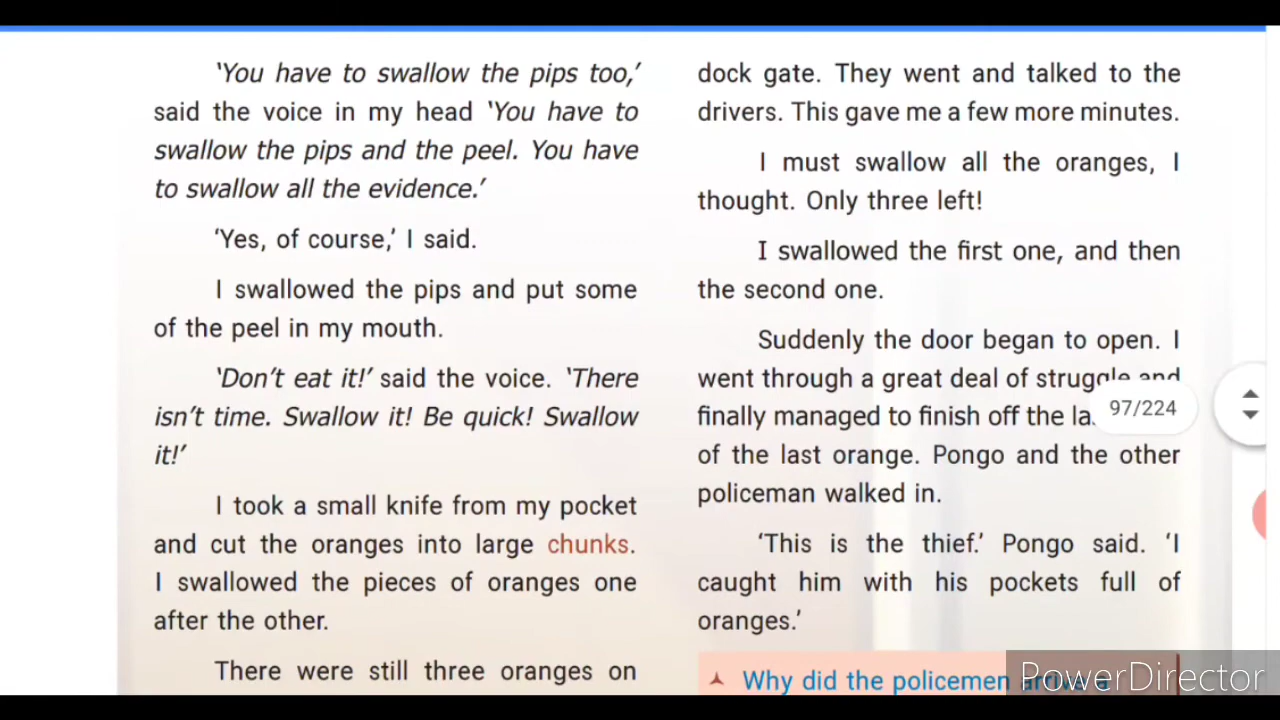 ‘You have to swallow the pips too,’
said the voice in my head ‘You have to
swallow the pips and the peel. You have
to swallow all the evidence.’
‘Yes, of course,’ I said.
I swallowed the pips and put some
of the peel in my mouth.
‘Don’t eat it!’ said the voice. ‘There
isn’t time. Swallow it! Be quick! Swallow
it!’
I took a small knife from my pocket
and cut the oranges into large chunks.
I swallowed the pieces of oranges one
after the other.
There were still three oranges on
dock gate. They went and talked to the
drivers. This gave me a few more minutes.
I must swallow all the oranges, I
thought. Only three left!
I swallowed the first one, and then
the second one.
Suddenly the door began to open. I
went through a great deal of struggle and
finally managed to finish off the
of the last orange. Pongo and the other
policeman walked in.
‘This is the thief.’ Pongo said. ‘I
caught him with his pockets full of
oranges.’
Why did the policemen
97/224
PowerDirector